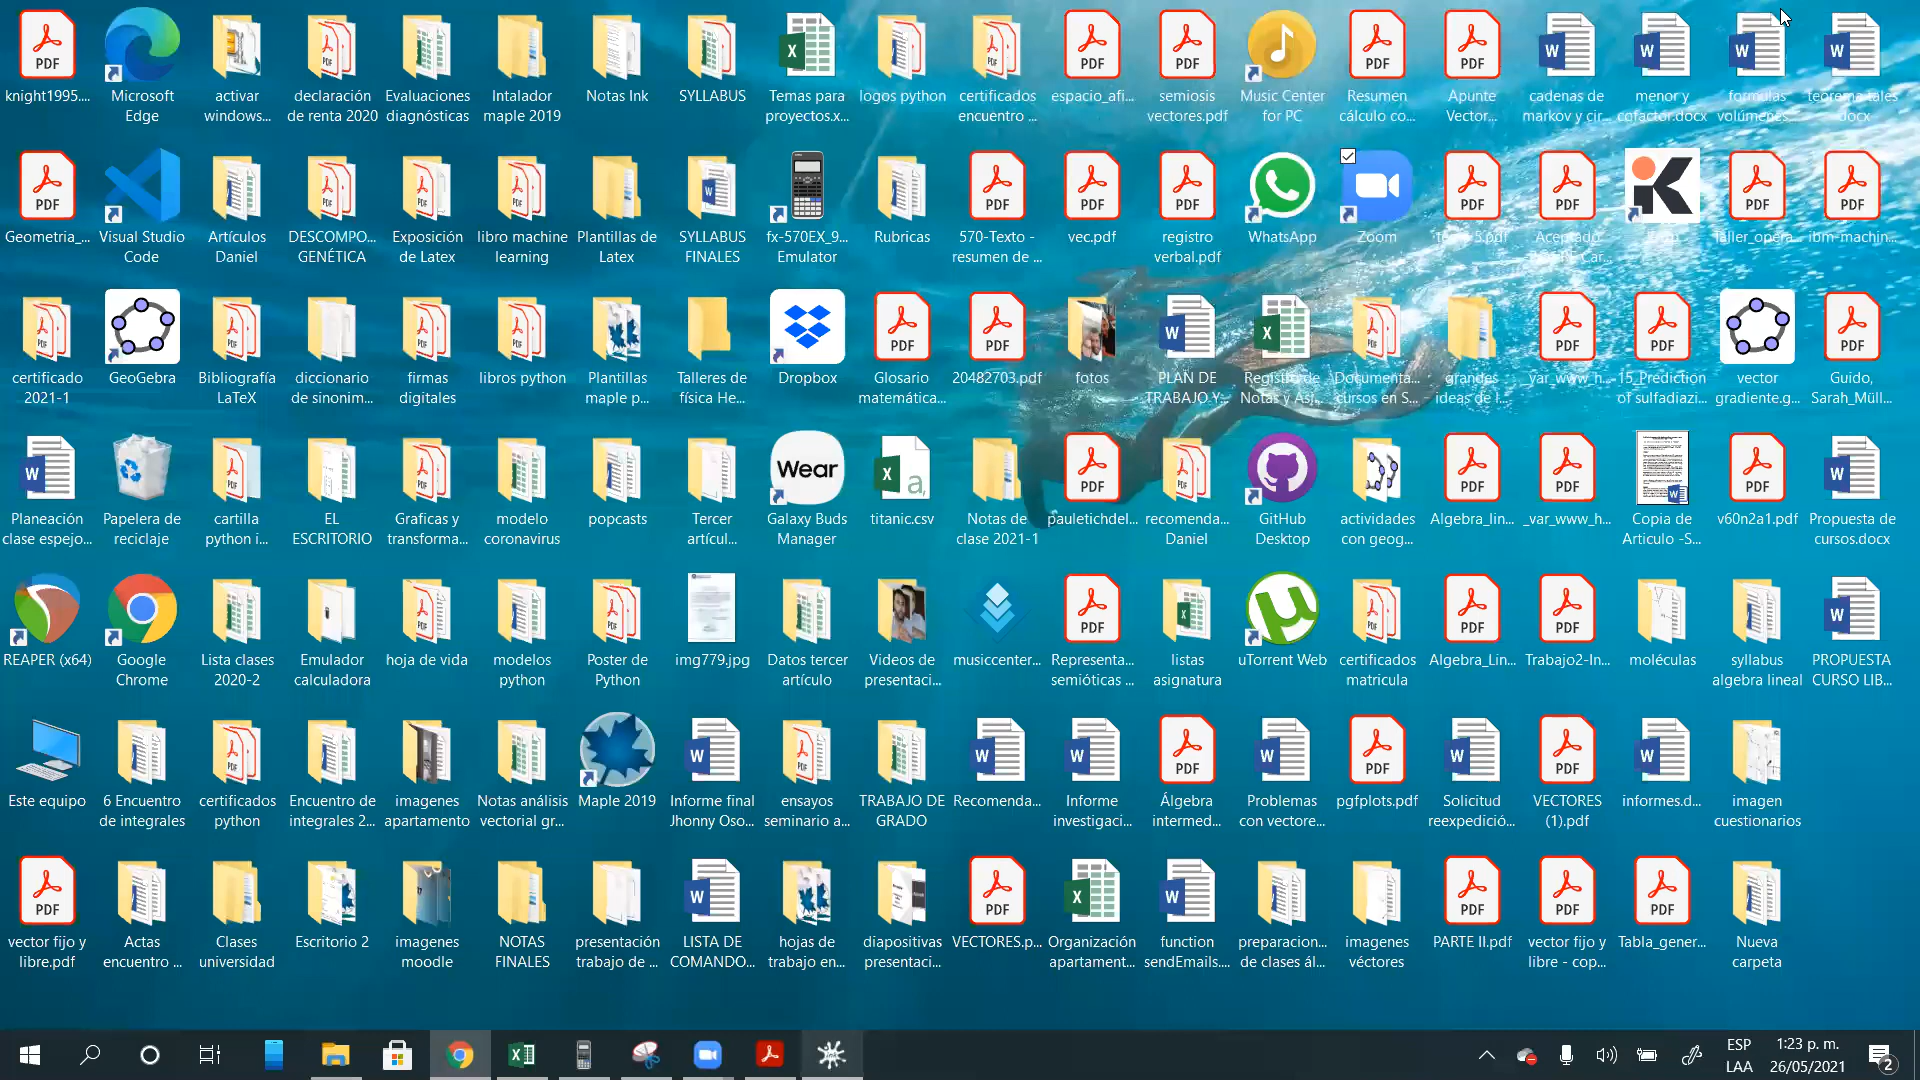 knight1995....
Microsoft
Edge
activar
windows...
declaración
de renta 2020
Evaluaciones
diagnósticas
Intalador
maple 2019
Notas Ink
SYLLABUS
Temas para
proyectos.x...
logos python
certificados
encuentro ...
espacio_afi...
semiosis
vectores.pdf
Music Center
for PC
Resumen
cálculo co...
Apunte
Vector...
cadenas de
markov y cir...
menor y
cofactor.docx
formulas
volúmenes...
teorema tales
.docx
Geometria_...
Visual Studio
Code
Artículos
Daniel
DESCOMPO...
GENÉTICA
Exposición
de Latex
libro machine
learning
Plantillas de
Latex
SYLLABUS
FINALES
fx-570EX_9...
Emulator
Rubricas
570-Texto -
resumen de ...
vec.pdf
registro
verbal.pdf
WhatsApp
Zoom
Aceptado
Taller_opera...
ibm-machin...
certificado
2021-1
GeoGebra
Bibliografía
LaTeX
diccionario
de sinonim...
firmas
digitales
libros python
Plantillas
maple p...
Talleres de
física He...
Dropbox
Glosario
matemática...
20482703.pdf
fotos
PLAN DE
TRABAJO Y...
Registro de
Notas y Asi...
Documenta...
cursos en S...
grandes
ideas de l...
_var_www_h...
15_Prediction
of sulfadiazi...
vector
gradiente.g...
Guido,
Sarah_Müll...
Planeación
clase espejo...
Papelera de
reciclaje
cartilla
python i...
EL
ESCRITORIO
Graficas y
transforma...
modelo
coronavirus
popcasts
Tercer
artícul...
Wear
Galaxy Buds
Manager
titanic.csv
Notas de
clase 2021-1
pauletichdel...
recomenda...
Daniel
GitHub
Desktop
actividades
con geog...
Algebra_lin...
_var_www_h...
Copia de
Articulo -S...
v60n2a1.pdf
Propuesta de
cursos.docx
REAPER (x64)
Google
Chrome
Lista clases
2020-2
Emulador
calculadora
hoja de vida
modelos
python
Poster de
Python
img779.jpg
Datos tercer
artículo
Videos de
presentaci...
musiccenter...
Representa...
semióticas ...
listas
asignatura
uTorrent Web
certificados
matricula
Algebra_Lin...
Trabajo2-In...
moléculas
syllabus
algebra lineal
PROPUESTA
CURSO LIB...
Este equipo
6 Encuentro
de integrales
certificados
python
Encuentro de
integrales 2...
imagenes
apartamento
Notas análisis
vectorial gr...
Maple 2019
Informe final
Jhonny Oso...
ensayos
seminario a...
TRABAJO DE
GRADO
Recomenda...
Informe
investigaci...
Álgebra
intermed...
Problemas
con vectore...
pgfplots.pdf
Solicitud
reexpedició...
VECTORES
(1).pdf
informes.d...
imagen
cuestionarios
vector fijo y
libre.pdf
Actas
encuentro ...
Clases
universidad
Escritorio 2
imagenes
moodle
NOTAS
FINALES
presentación
trabajo de ...
LISTA DE
COMANDO...
hojas de
trabajo en...
diapositivas
presentaci...
VECTORES.p...
Organización
apartament...
function
sendEmails....
preparacion...
de clases ál...
imagenes
véctores
PARTE II.pdf
vector fijo y
libre - cop...
Tabla_gener...
Nueva
carpeta
ESP
LAA
1:23 p. m.
26/05/2021
2